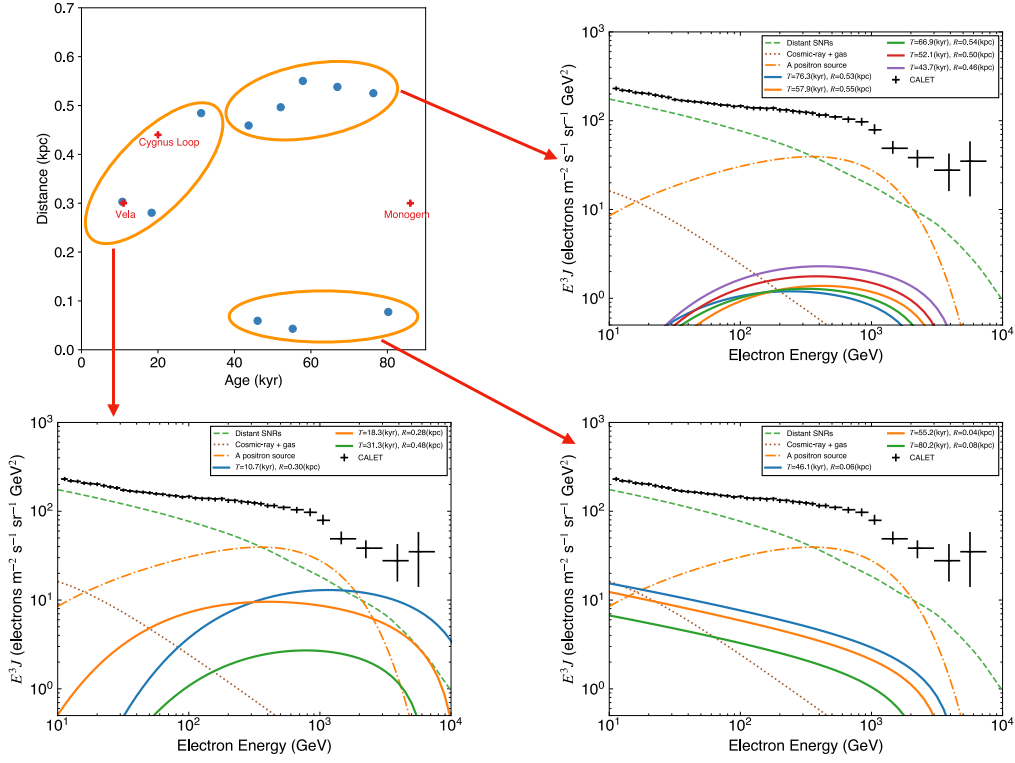 0.7
0.6
0.5
0.4
0.3
0.2
0.1
0.0
Distance (kpc)
Cygnus Loop
Vela
Monogem
0 20 40 60 80
Age (kyr)
10³
10²
10¹
10⁰
E³J (electrons m⁻² s⁻¹ sr⁻¹ GeV²)
Distant SNRs
Cosmic-ray + gas
A positron source
T=76.3(kyr), R=0.53(kpc)
T=57.9(kyr), R=0.55(kpc)
T=66.9(kyr), R=0.54(kpc)
T=52.1(kyr), R=0.50(kpc)
T=43.7(kyr), R=0.46(kpc)
CALET
10¹ 10² 10³ 10⁴
Electron Energy (GeV)
10³
10²
10¹
10⁰
E³J (electrons m⁻² s⁻¹ sr⁻¹ GeV²)
Distant SNRs
Cosmic-ray + gas
A positron source
T=10.7(kyr), R=0.30(kpc)
T=18.3(kyr), R=0.28(kpc)
T=31.3(kyr), R=0.48(kpc)
CALET
10¹ 10² 10³ 10⁴
Electron Energy (GeV)
10³
10²
10¹
10⁰
E³J (electrons m⁻² s⁻¹ sr⁻¹ GeV²)
Distant SNRs
Cosmic-ray + gas
A positron source
T=46.1(kyr), R=0.06(kpc)
T=55.2(kyr), R=0.04(kpc)
T=80.2(kyr), R=0.08(kpc)
CALET
10¹ 10² 10³ 10⁴
Electron Energy (GeV)